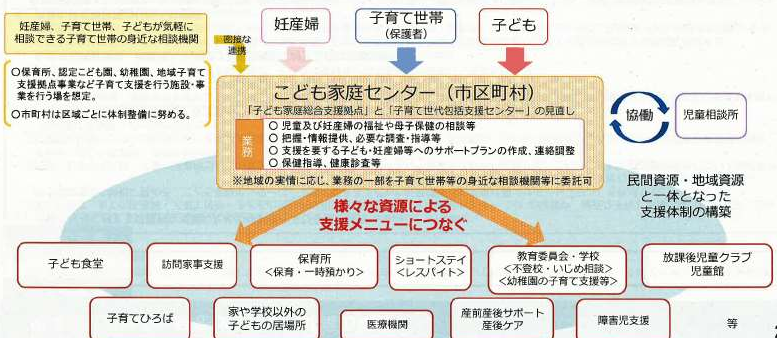 妊産婦、子育て世帯、子どもが気軽に
相談できる子育て世帯の身近な相談機関
○保育所、認定こども園、幼稚園、地域子育て
支援拠点事業など子育て支援を行う施設・事
業を行う場を想定。
○市町村は区域ごとに体制整備に努める。
密接な
連携
妊産婦
子育て世帯
(保護者)
子ども
こども家庭センター(市区町村)
「子ども家庭総合支援拠点」と「子育て世代包括支援センター」の見直し
業務
○ 児童及び妊産婦の福祉や母子保健の相談等
○ 把握・情報提供、必要な調査・指導等
○ 支援を要する子ども・妊産婦等へのサポートプランの作成、連絡調整
○ 保健指導、健康診査等
※地域の実情に応じ、業務の一部を子育て世帯等の身近な相談機関等に委託可
協働
児童相談所
様々な資源による
支援メニューにつなぐ
民間資源・地域資源
と一体となった
支援体制の構築
子ども食堂
訪問家事支援
保育所
<保育・一時預かり>
ショートステイ
<レスパイト>
教育委員会・学校
<不登校・いじめ相談>
<幼稚園の子育て支援等>
放課後児童クラブ
児童館
子育てひろば
家や学校以外の
子どもの居場所
医療機関
産前産後サポート
産後ケア
障害児支援
等